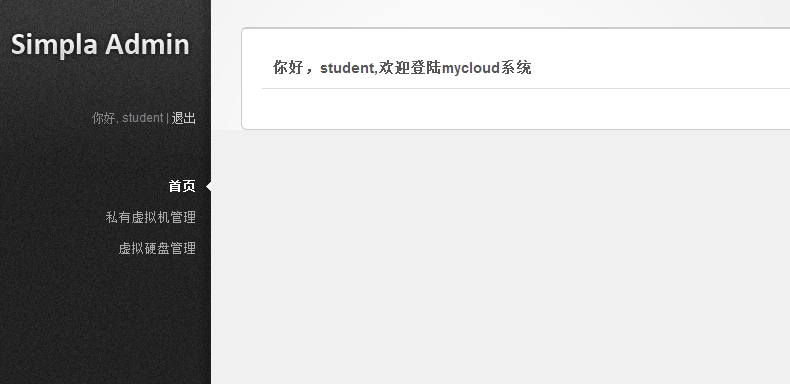 Simpla Admin
你好, student | 退出
首页
私有虚拟机管理
虚拟硬盘管理
你好，student,欢迎登陆mycloud系统